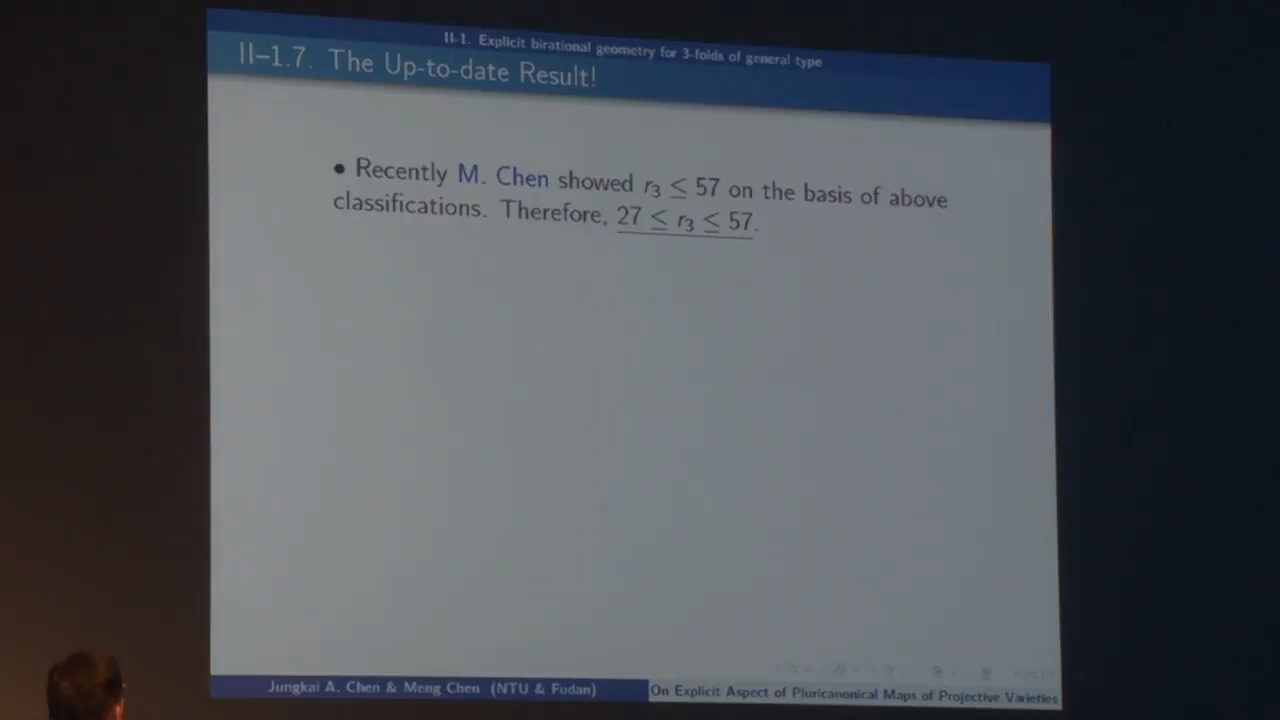 II-1. Explicit birational geometry for 3-folds of general type
II–1.7. The Up-to-date Result!
• Recently M. Chen showed r₃ ≤ 57 on the basis of above
classifications. Therefore, 27 ≤ r₃ ≤ 57.
Jungkai A. Chen & Meng Chen (NTU & Fudan)
On Explicit Aspect of Pluricanonical Maps of Projective Varieties